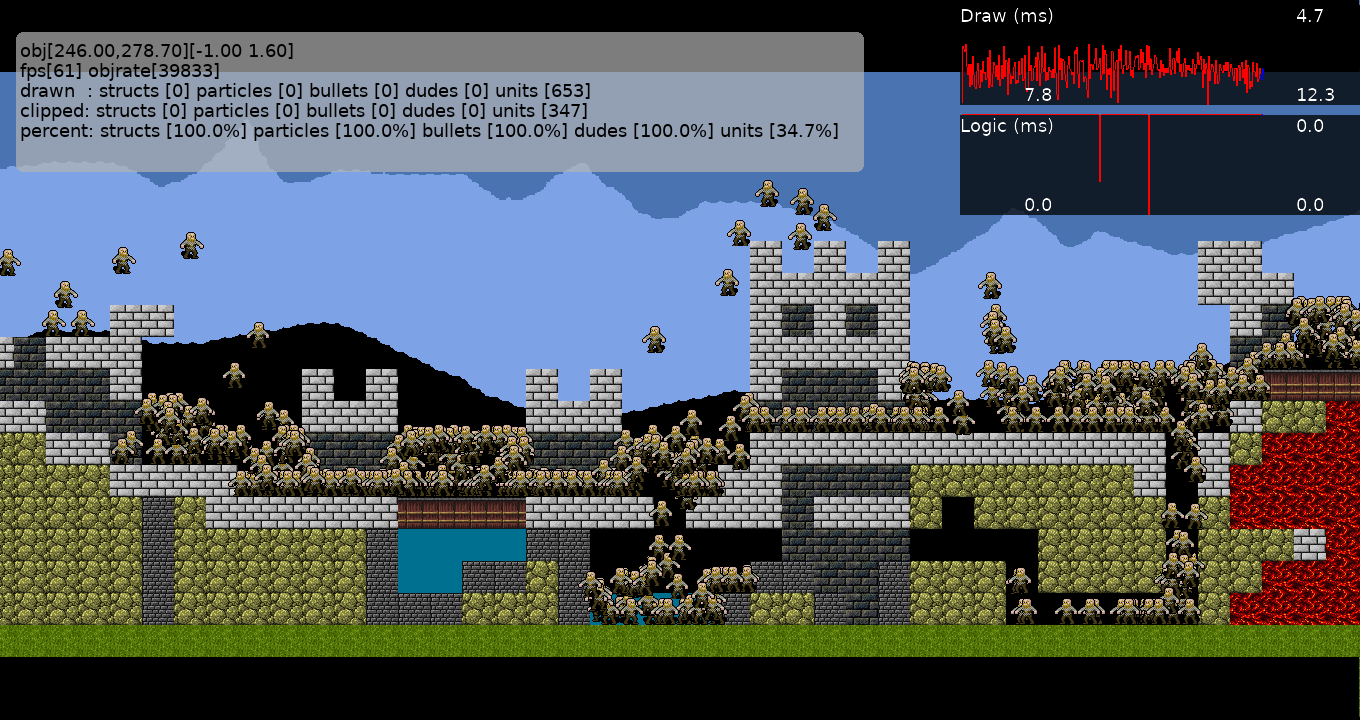 obj[246.00,278.70][-1.00 1.60]
fps[61] objrate[39833]
drawn  : structs [0] particles [0] bullets [0] dudes [0] units [653]
clipped: structs [0] particles [0] bullets [0] dudes [0] units [347]
percent: structs [100.0%] particles [100.0%] bullets [100.0%] dudes [100.0%] units [34.7%]
Draw (ms) 4.7
7.8 12.3
Logic (ms) 0.0
0.0 0.0